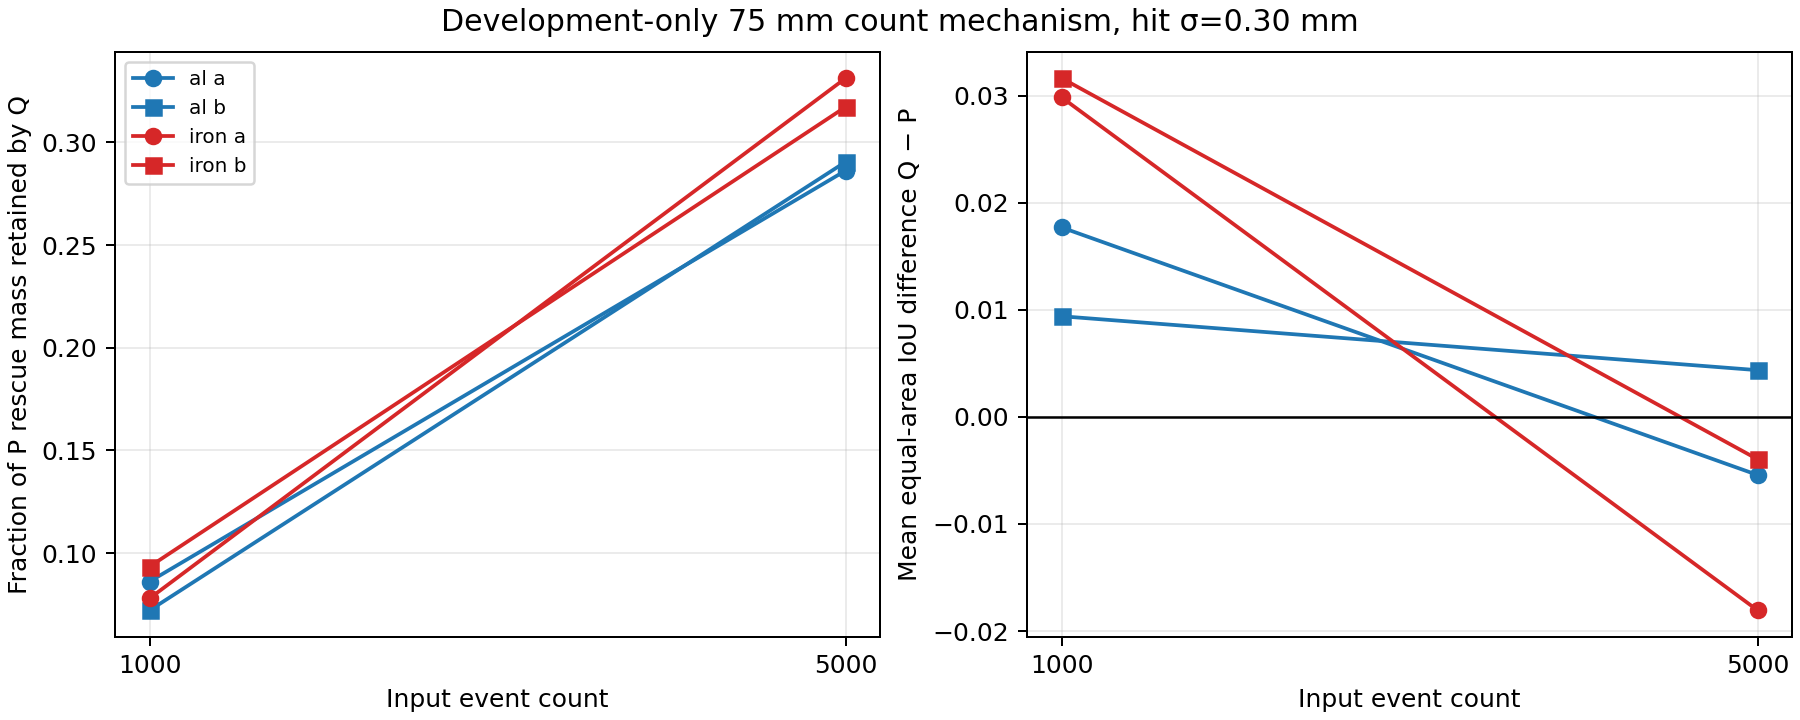 Development-only 75 mm count mechanism, hit σ=0.30 mm
Fraction of P rescue mass retained by Q
0.30
0.25
0.20
0.15
0.10
al a
al b
iron a
iron b
1000
5000
Input event count
Mean equal-area IoU difference Q − P
0.03
0.02
0.01
0.00
−0.01
−0.02
1000
5000
Input event count